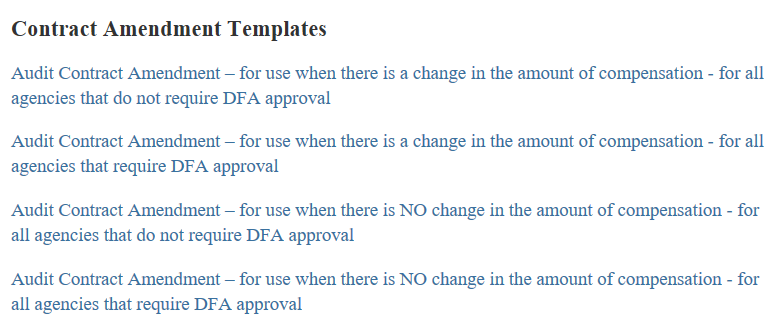 Contract Amendment Templates
Audit Contract Amendment – for use when there is a change in the amount of compensation - for all
agencies that do not require DFA approval
Audit Contract Amendment – for use when there is a change in the amount of compensation - for all
agencies that require DFA approval
Audit Contract Amendment – for use when there is NO change in the amount of compensation - for
all agencies that do not require DFA approval
Audit Contract Amendment – for use when there is NO change in the amount of compensation - for
all agencies that require DFA approval